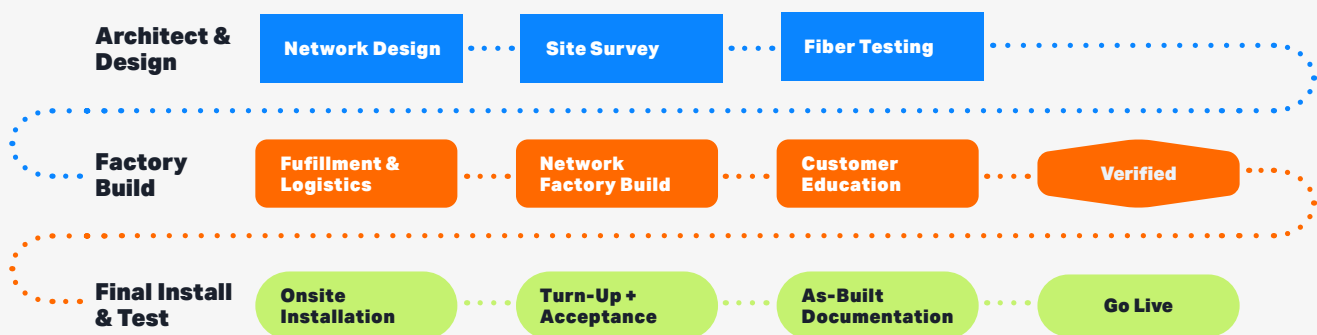 Architect &
Design
Network Design
Site Survey
Fiber Testing
Factory
Build
Fufillment &
Logistics
Network
Factory Build
Customer
Education
Verified
Final Install
& Test
Onsite
Installation
Turn-Up +
Acceptance
As-Built
Documentation
Go Live